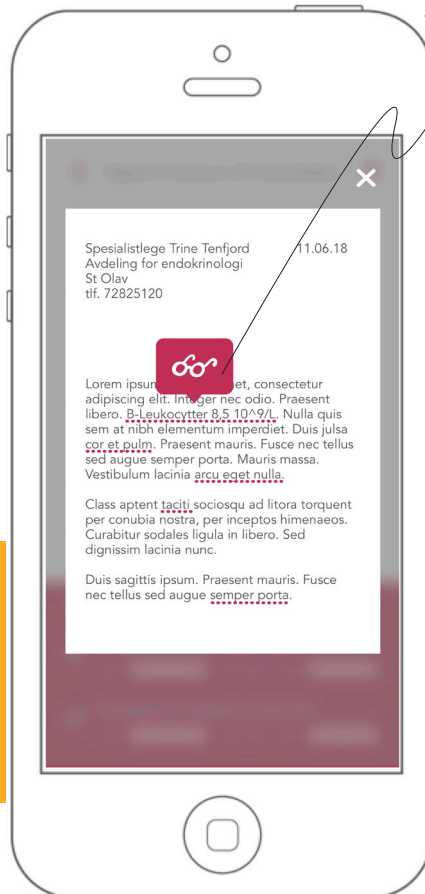 Spesialistlege Trine Tenfjord 11.06.18
Avdeling for endokrinologi
St Olav
tlf. 72825120
Lorem ipsum et, consectetur
adipiscing elit. Integer nec odio. Praesent
libero. B-Leukocytter 8,5 10^9/L. Nulla quis
sem at nibh elementum imperdiet. Duis julsa
cor et pulm. Praesent mauris. Fusce nec tellus
sed augue semper porta. Mauris massa.
Vestibulum lacinia arcu eget nulla.
Class aptent taciti sociosqu ad litora torquent
per conubia nostra, per inceptos himenaeos.
Curabitur sodales ligula in libero. Sed
dignissim lacinia nunc.
Duis sagittis ipsum. Praesent mauris. Fusce
nec tellus sed augue semper porta.